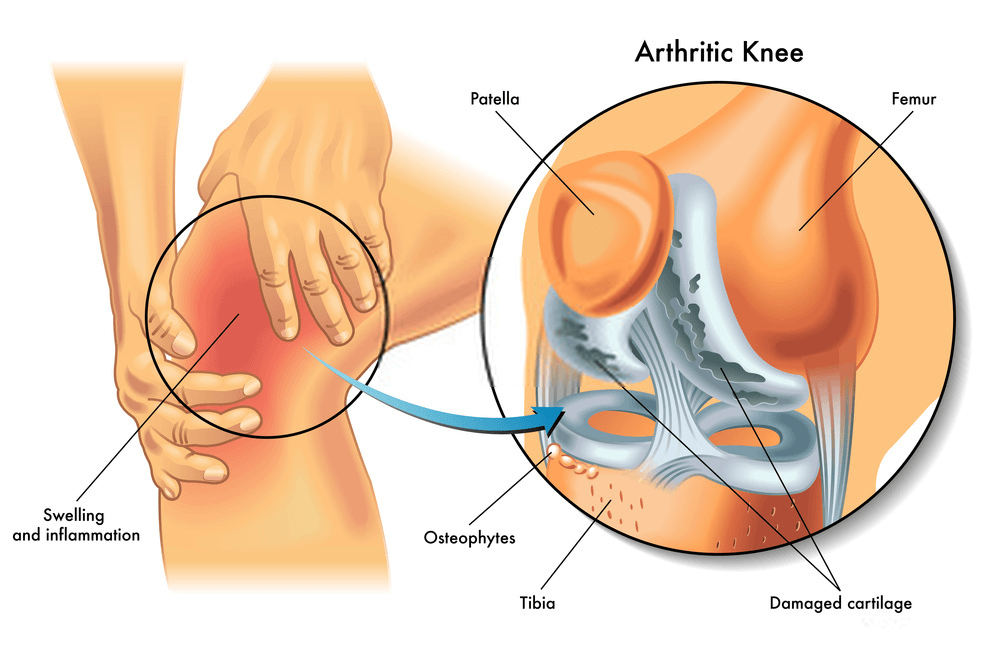 Arthritic Knee
Patella
Femur
Swelling
and inflammation
Osteophytes
Tibia
Damaged cartilage